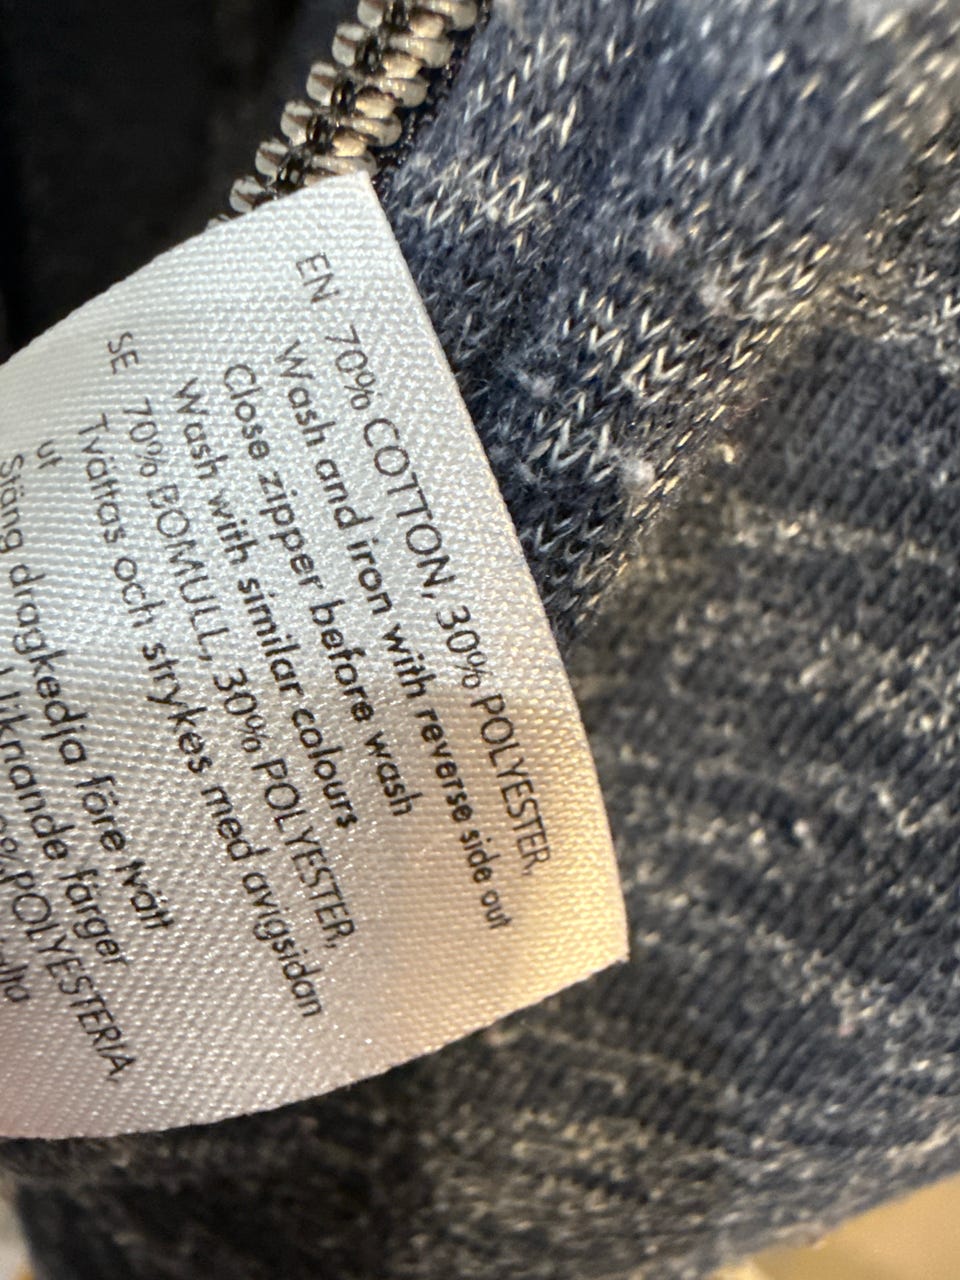 EN 70% COTTON, 30% POLYESTER,
Wash and iron with reverse side out
Close zipper before wash
Wash with similar colours
SE 70% BOMULL, 30% POLYESTER,
Tvättas och strykes med avigsidan
ut
Stäng dragkedja före tvätt
liknande färger
POLYESTERIA,